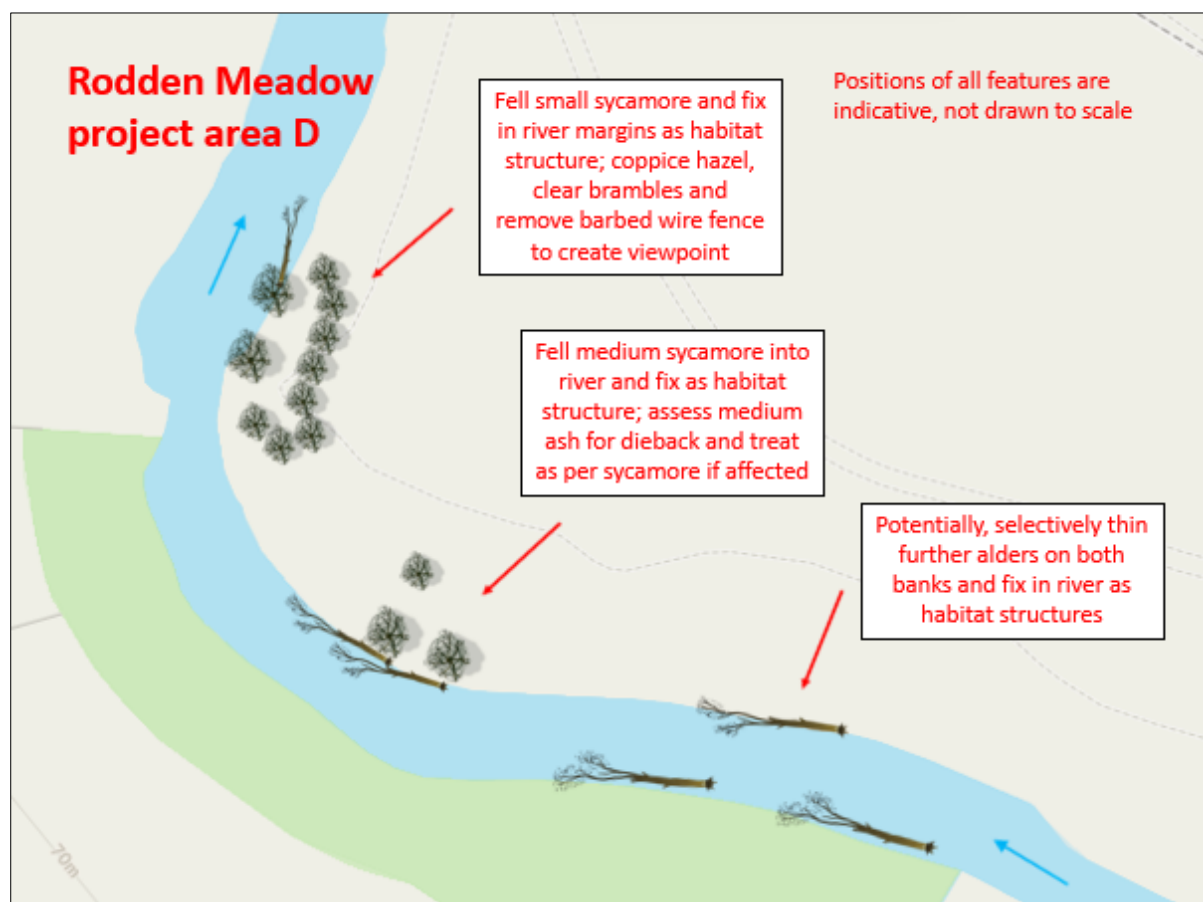 Rodden Meadow
project area D
Positions of all features are
indicative, not drawn to scale
Fell small sycamore and fix
in river margins as habitat
structure; coppice hazel,
clear brambles and
remove barbed wire fence
to create viewpoint
Fell medium sycamore into
river and fix as habitat
structure; assess medium
ash for dieback and treat
as per sycamore if affected
Potentially, selectively thin
further alders on both
banks and fix in river as
habitat structures
70m